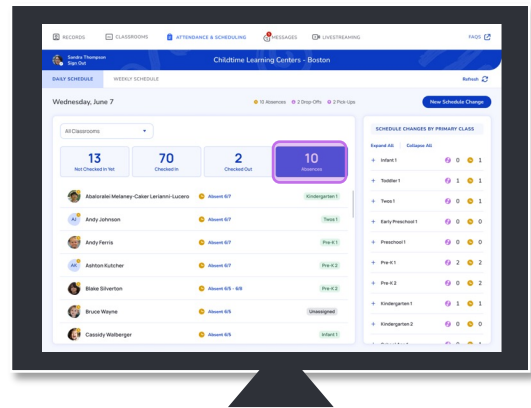 RECORDS
CLASSROOMS
ATTENDANCE & SCHEDULING
MESSAGES
LIVESTREAMING
FAQS
Sandra Thompson
Sign Out
Childtime Learning Centers - Boston
DAILY SCHEDULE
WEEKLY SCHEDULE
Refresh
Wednesday, June 7
10 Absences
3 Drop-Offs
2 Pick-Ups
New Schedule Change
All Classrooms
13
Not Checked In Yet
70
Checked In
2
Checked Out
10
Absences
Abaloralei Melaney-Caker Lerianni-Lucero Absent 6/7 Kindergarten 1
AJ Andy Johnson Absent 6/7 Twos 1
Andy Ferris Absent 6/7 Pre-K 1
AK Ashton Kutcher Absent 6/7 Pre-K 2
Blake Silverton Absent 6/5 - 6/8 Pre-K 2
Bruce Wayne Absent 6/5 Unassigned
Cassidy Walberger Absent 6/5 Infant 1
SCHEDULE CHANGES BY PRIMARY CLASS
Expand All Collapse All
+ Infant 1 0 1
+ Toddler 1 1 1
+ Twos 1 0 1
+ Early Preschool 1 0 0
+ Preschool 1 0 1
+ Pre-K 1 2 2
+ Pre-K 2 0 2
+ Kindergarten 1 1 1
+ Kindergarten 2 0 0